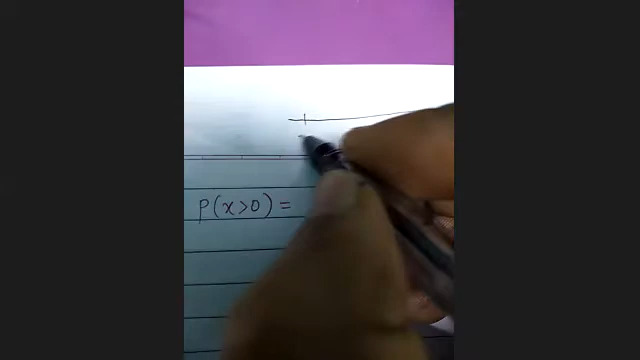 P(x>0) =